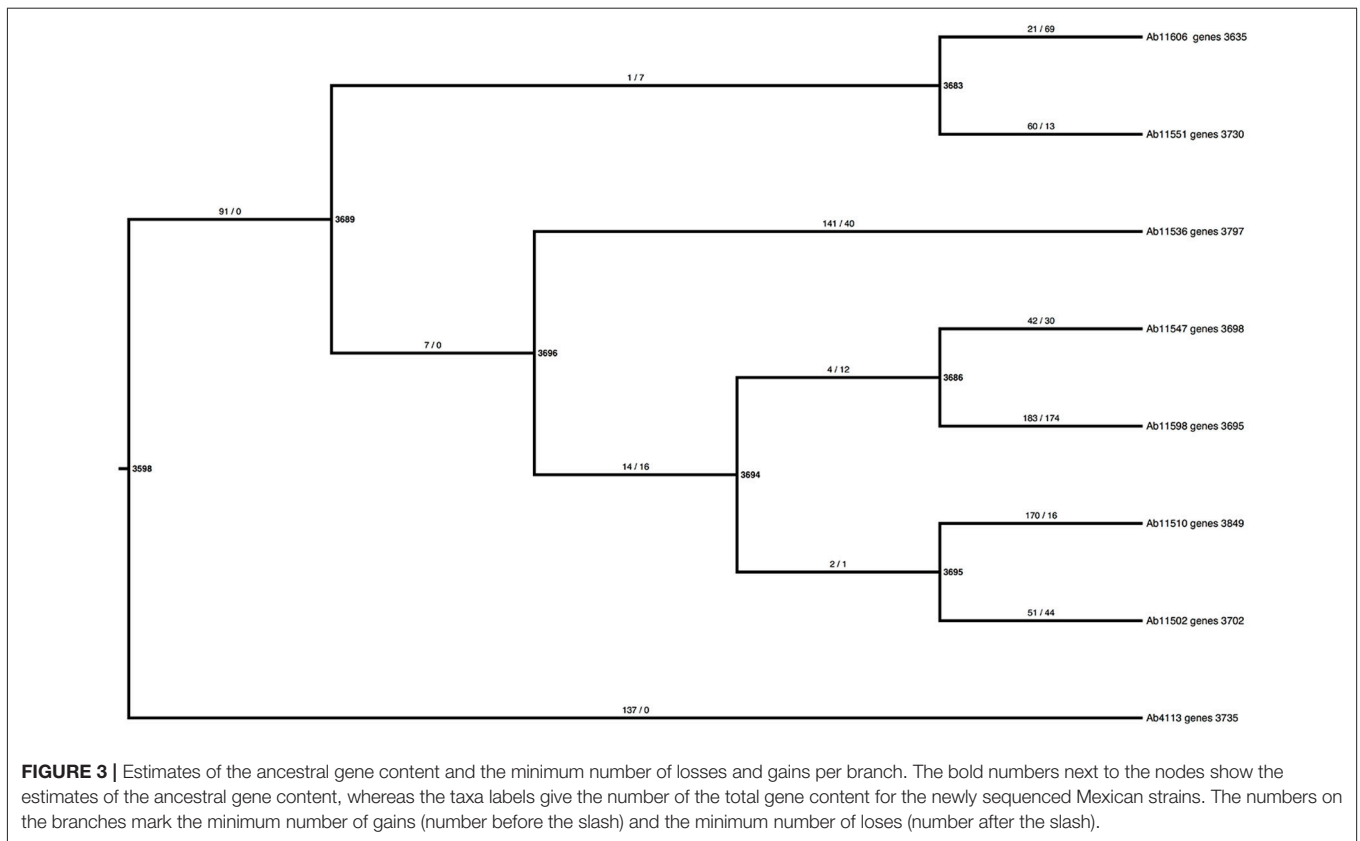 21 / 69
Ab11606 genes 3635
1 / 7
3683
60 / 13
Ab11551 genes 3730
91 / 0
3689
141 / 40
Ab11536 genes 3797
42 / 30
Ab11547 genes 3698
7 / 0
3696
4 / 12
3686
183 / 174
Ab11598 genes 3695
3598
14 / 16
3694
170 / 16
Ab11510 genes 3849
2 / 1
3695
51 / 44
Ab11502 genes 3702
137 / 0
Ab4113 genes 3735
FIGURE 3 | Estimates of the ancestral gene content and the minimum number of losses and gains per branch. The bold numbers next to the nodes show the
estimates of the ancestral gene content, whereas the taxa labels give the number of the total gene content for the newly sequenced Mexican strains. The numbers on
the branches mark the minimum number of gains (number before the slash) and the minimum number of loses (number after the slash).